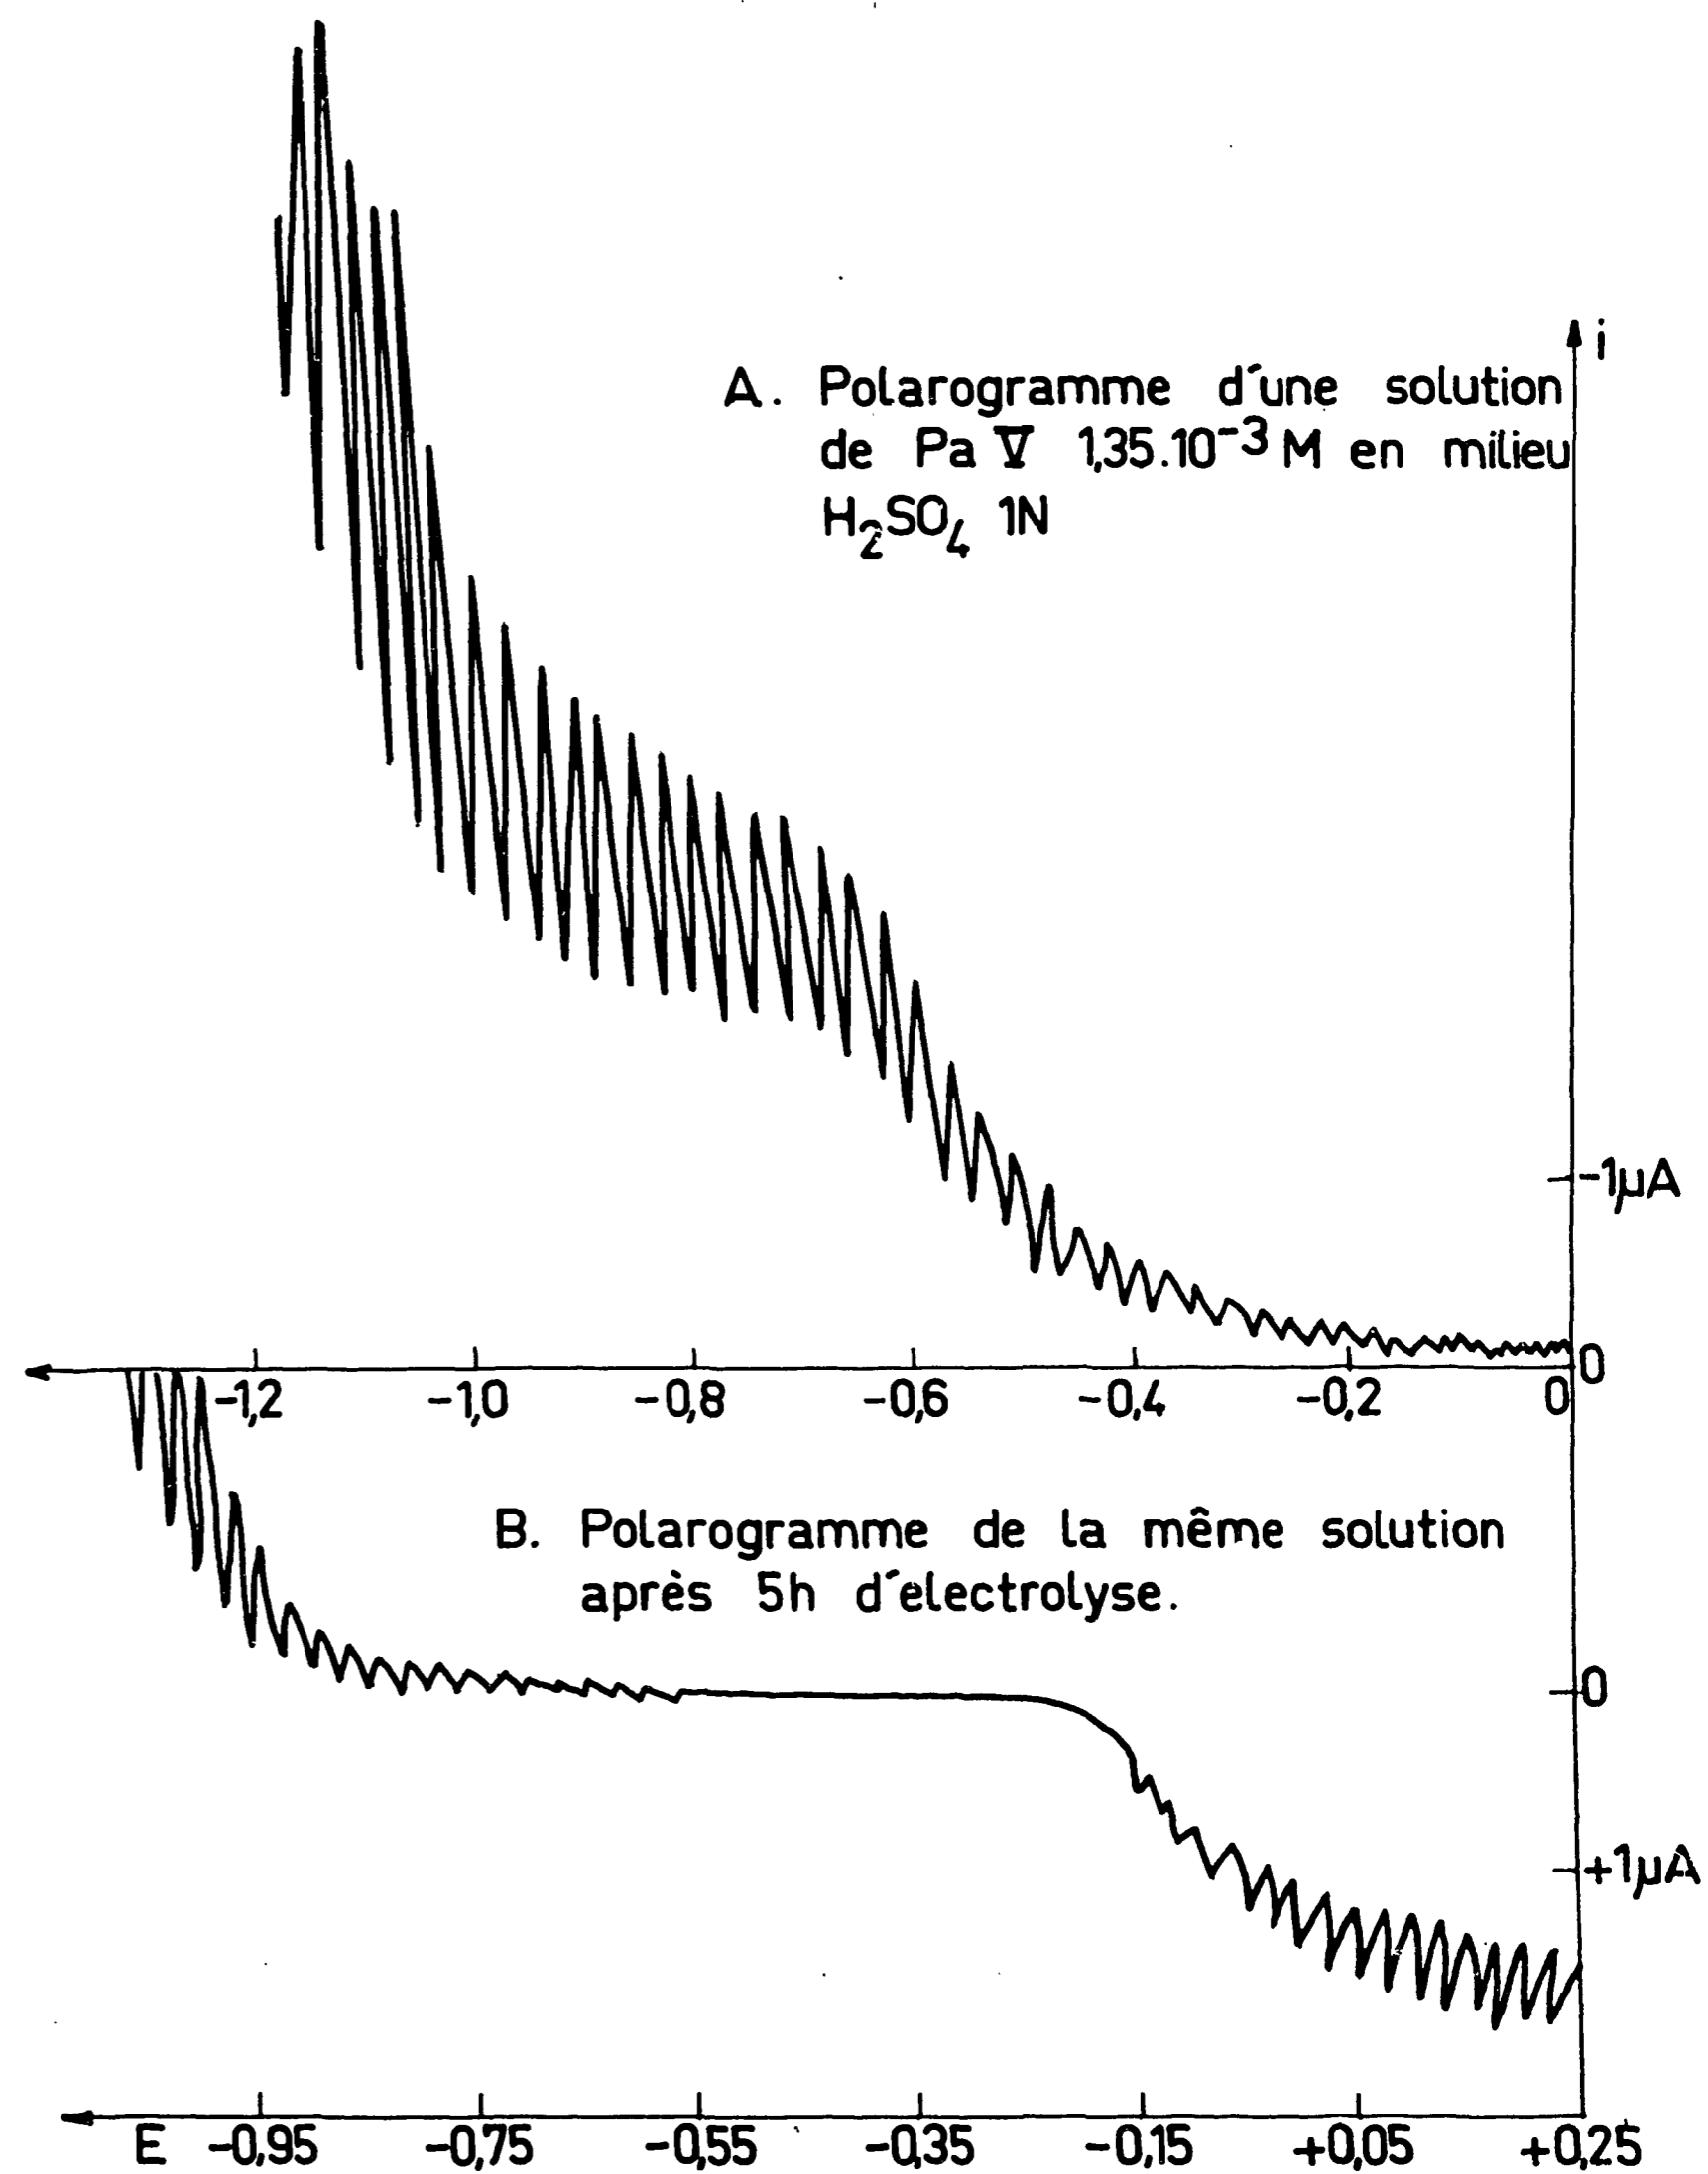 i
A. Polarogramme d'une solution
de Pa V 1,35.10⁻³ M en milieu
H₂SO₄ 1N
-1µA
0
-1,2 -1,0 -0,8 -0,6 -0,4 -0,2 0
B. Polarogramme de la même solution
après 5h d'electrolyse.
0
+1µA
E -0,95 -0,75 -0,55 -0,35 -0,15 +0,05 +0,25